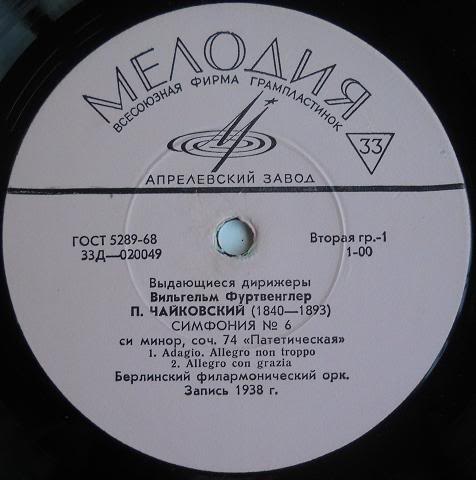 МЕЛОДИЯ
ВСЕСОЮЗНАЯ ФИРМА ГРАМПЛАСТИНОК
33
АПРЕЛЕВСКИЙ ЗАВОД
ГОСТ 5289-68
Вторая гр.-1
33Д—020049
1-00
Выдающиеся дирижеры
Вильгельм Фуртвенглер
П. ЧАЙКОВСКИЙ (1840—1893)
СИМФОНИЯ № 6
си минор, соч. 74 «Патетическая»
1. Adagio. Allegro non troppo
2. Allegro con grazia
Берлинский филармонический орк.
Запись 1938 г.